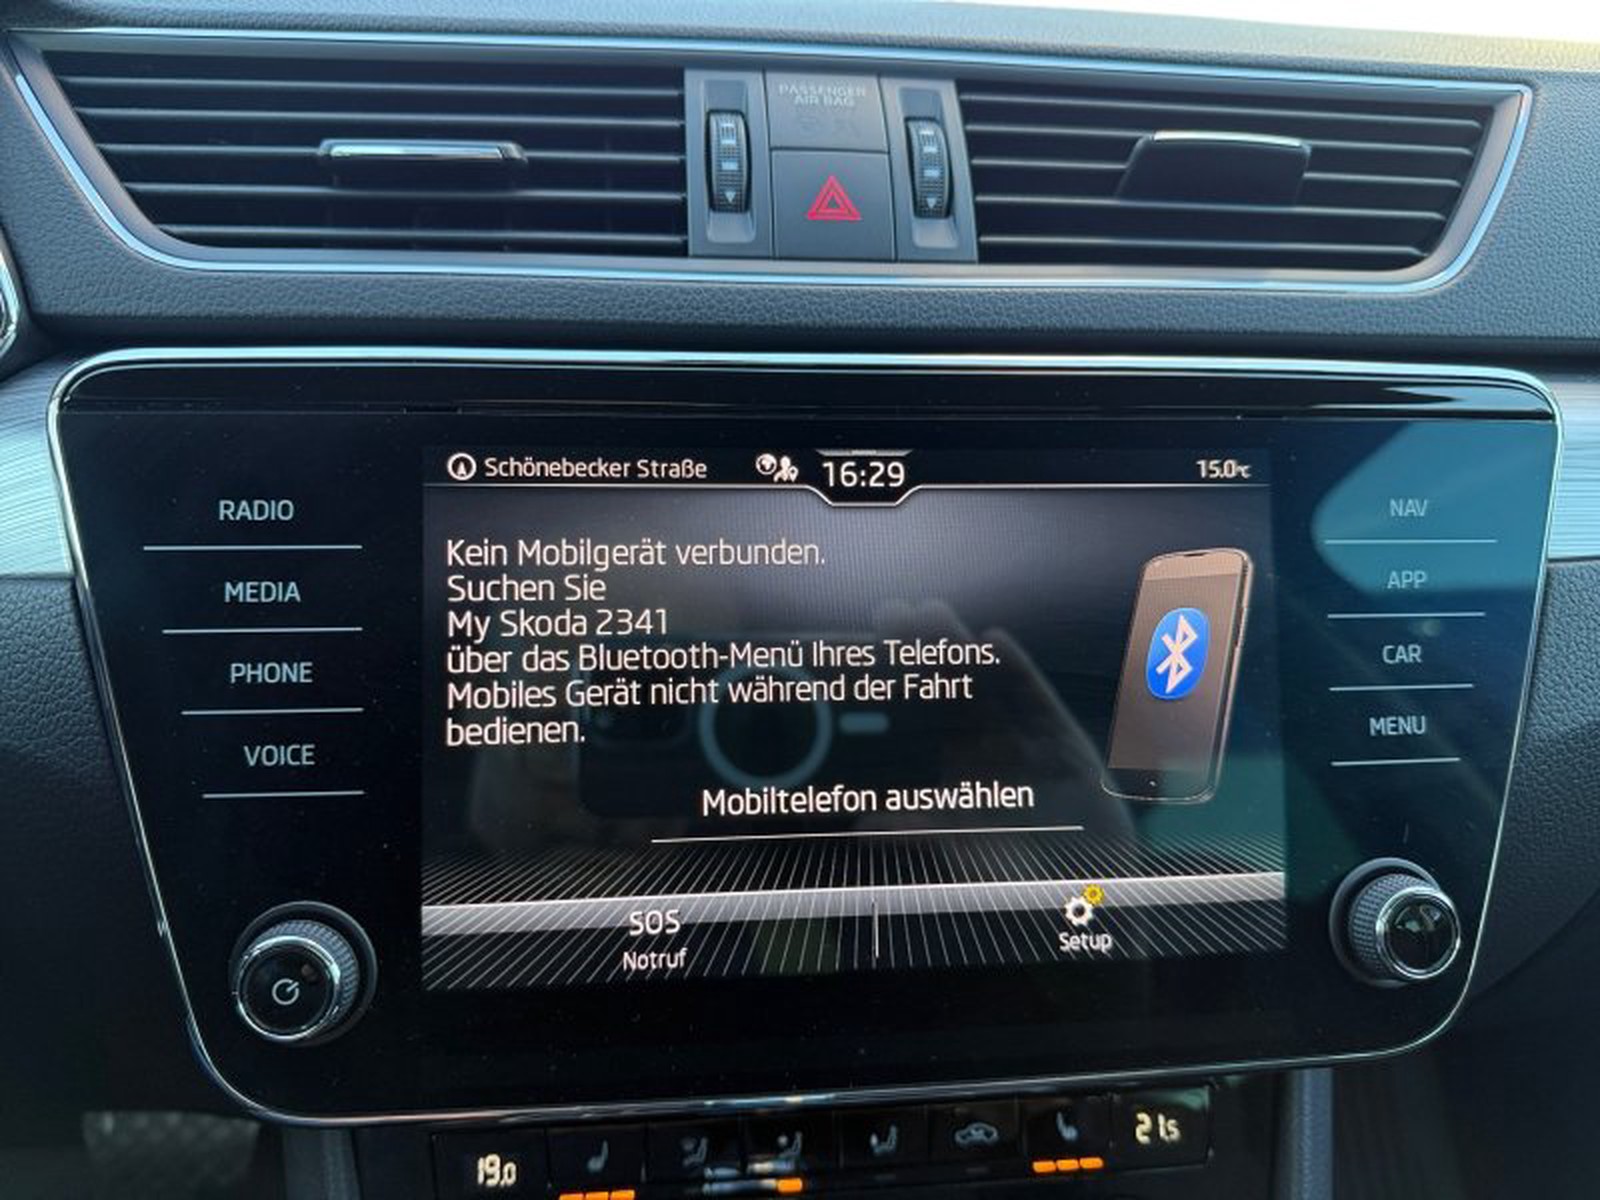 PASSENGER
AIR BAG
Schönebecker Straße
16:29
15.0°C
RADIO
MEDIA
PHONE
VOICE
Kein Mobilgerät verbunden.
Suchen Sie
My Skoda 2341
über das Bluetooth-Menü Ihres Telefons.
Mobiles Gerät nicht während der Fahrt
bedienen.
Mobiltelefon auswählen
SOS
Notruf
Setup
NAV
APP
CAR
MENU
19.0
21.5